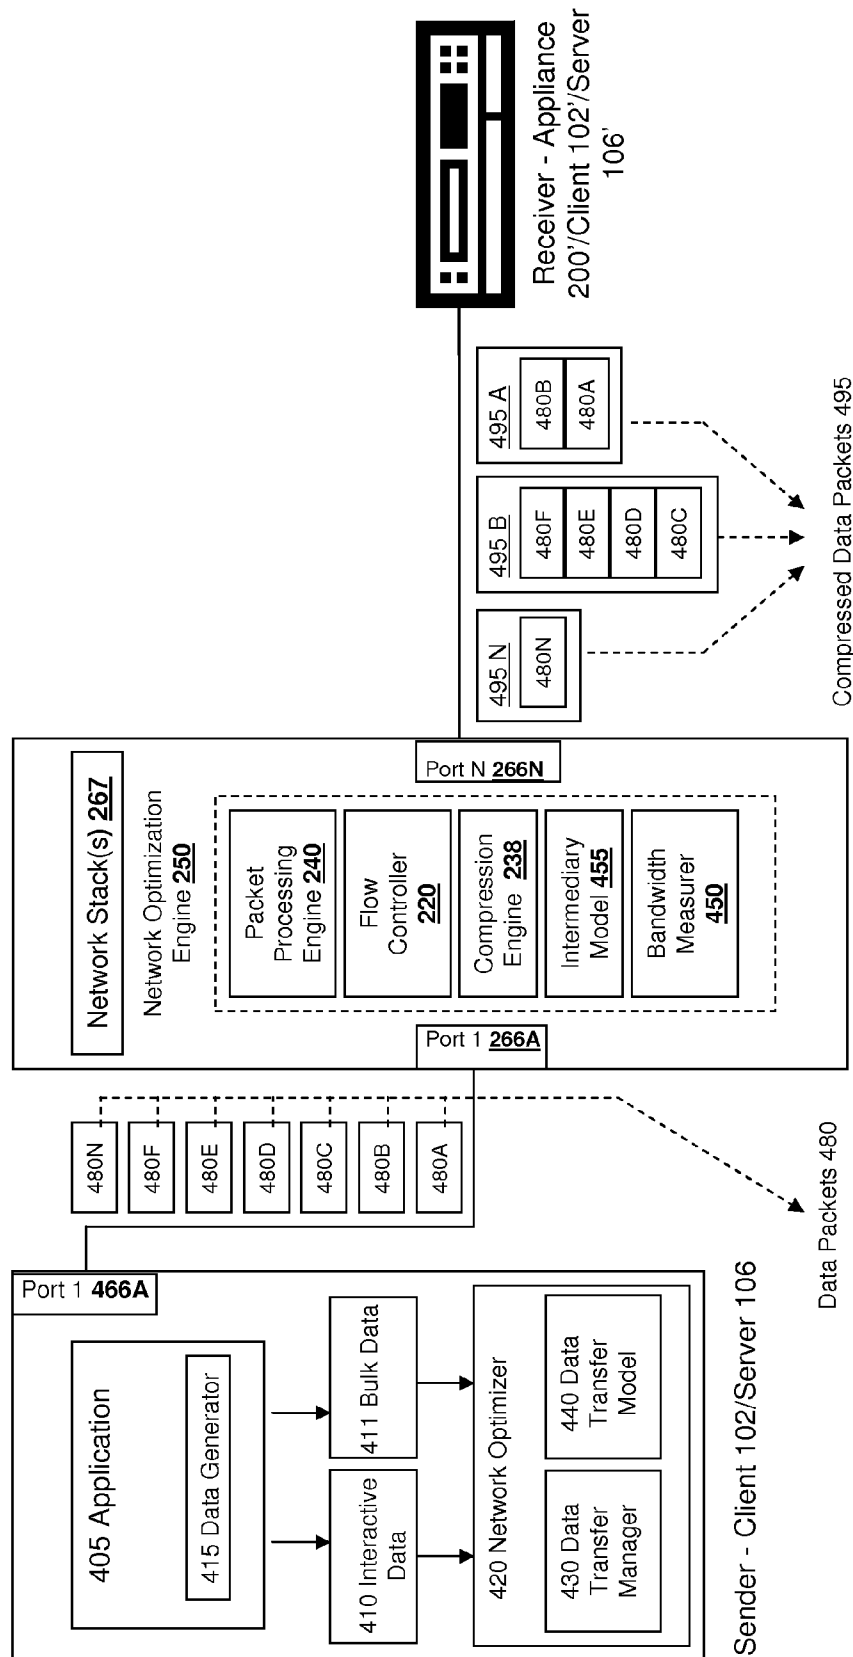 Port 1 466A
405 Application
415 Data Generator
410 Interactive
Data
411 Bulk Data
420 Network Optimizer
430 Data
Transfer
Manager
440 Data
Transfer
Model
Sender - Client 102/Server 106
480N
480F
480E
480D
480C
480B
480A
Data Packets 480
Network Stack(s) 267
Network Optimization
Engine 250
Packet
Processing
Engine 240
Flow
Controller
220
Compression
Engine 238
Intermediary
Model 455
Bandwidth
Measurer
450
Port 1 266A
Port N 266N
495 N
480N
495 B
480F
480E
480D
480C
495 A
480B
480A
Compressed Data Packets 495
Receiver - Appliance
200'/Client 102'/Server
106'